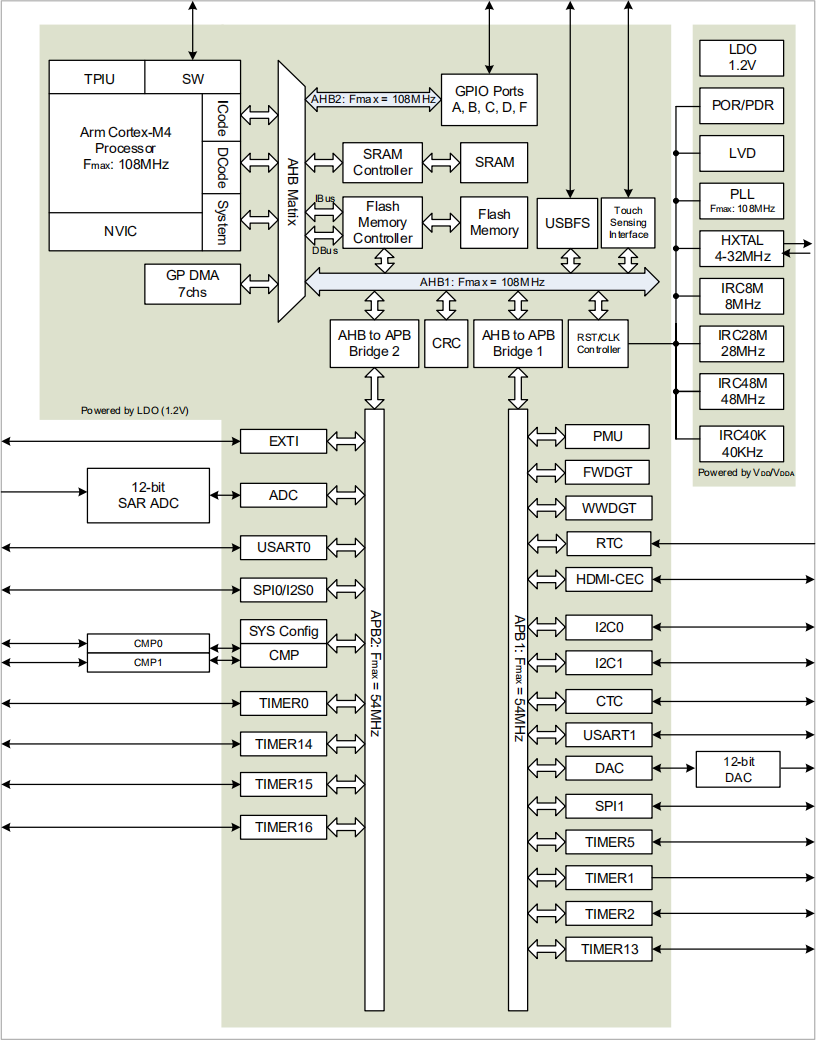 TPIU
SW
Arm Cortex-M4
Processor
Fmax: 108MHz
NVIC
ICode
DCode
System
GP DMA
7chs
AHB Matrix
AHB2: Fmax = 108MHz
GPIO Ports
A, B, C, D, F
SRAM
Controller
SRAM
IBus
DBus
Flash
Memory
Controller
Flash
Memory
USBFS
Touch
Sensing
Interface
AHB1: Fmax = 108MHz
AHB to APB
Bridge 2
CRC
AHB to APB
Bridge 1
RST/CLK
Controller
LDO
1.2V
POR/PDR
LVD
PLL
Fmax: 108MHz
HXTAL
4-32MHz
IRC8M
8MHz
IRC28M
28MHz
IRC48M
48MHz
IRC40K
40KHz
Powered by VDD/VDDA
Powered by LDO (1.2V)
EXTI
12-bit
SAR ADC
ADC
USART0
SPI0/I2S0
SYS Config
CMP
CMP0
CMP1
TIMER0
TIMER14
TIMER15
TIMER16
APB2: Fmax = 54MHz
APB1: Fmax = 54MHz
PMU
FWDGT
WWDGT
RTC
HDMI-CEC
I2C0
I2C1
CTC
USART1
DAC
12-bit
DAC
SPI1
TIMER5
TIMER1
TIMER2
TIMER13